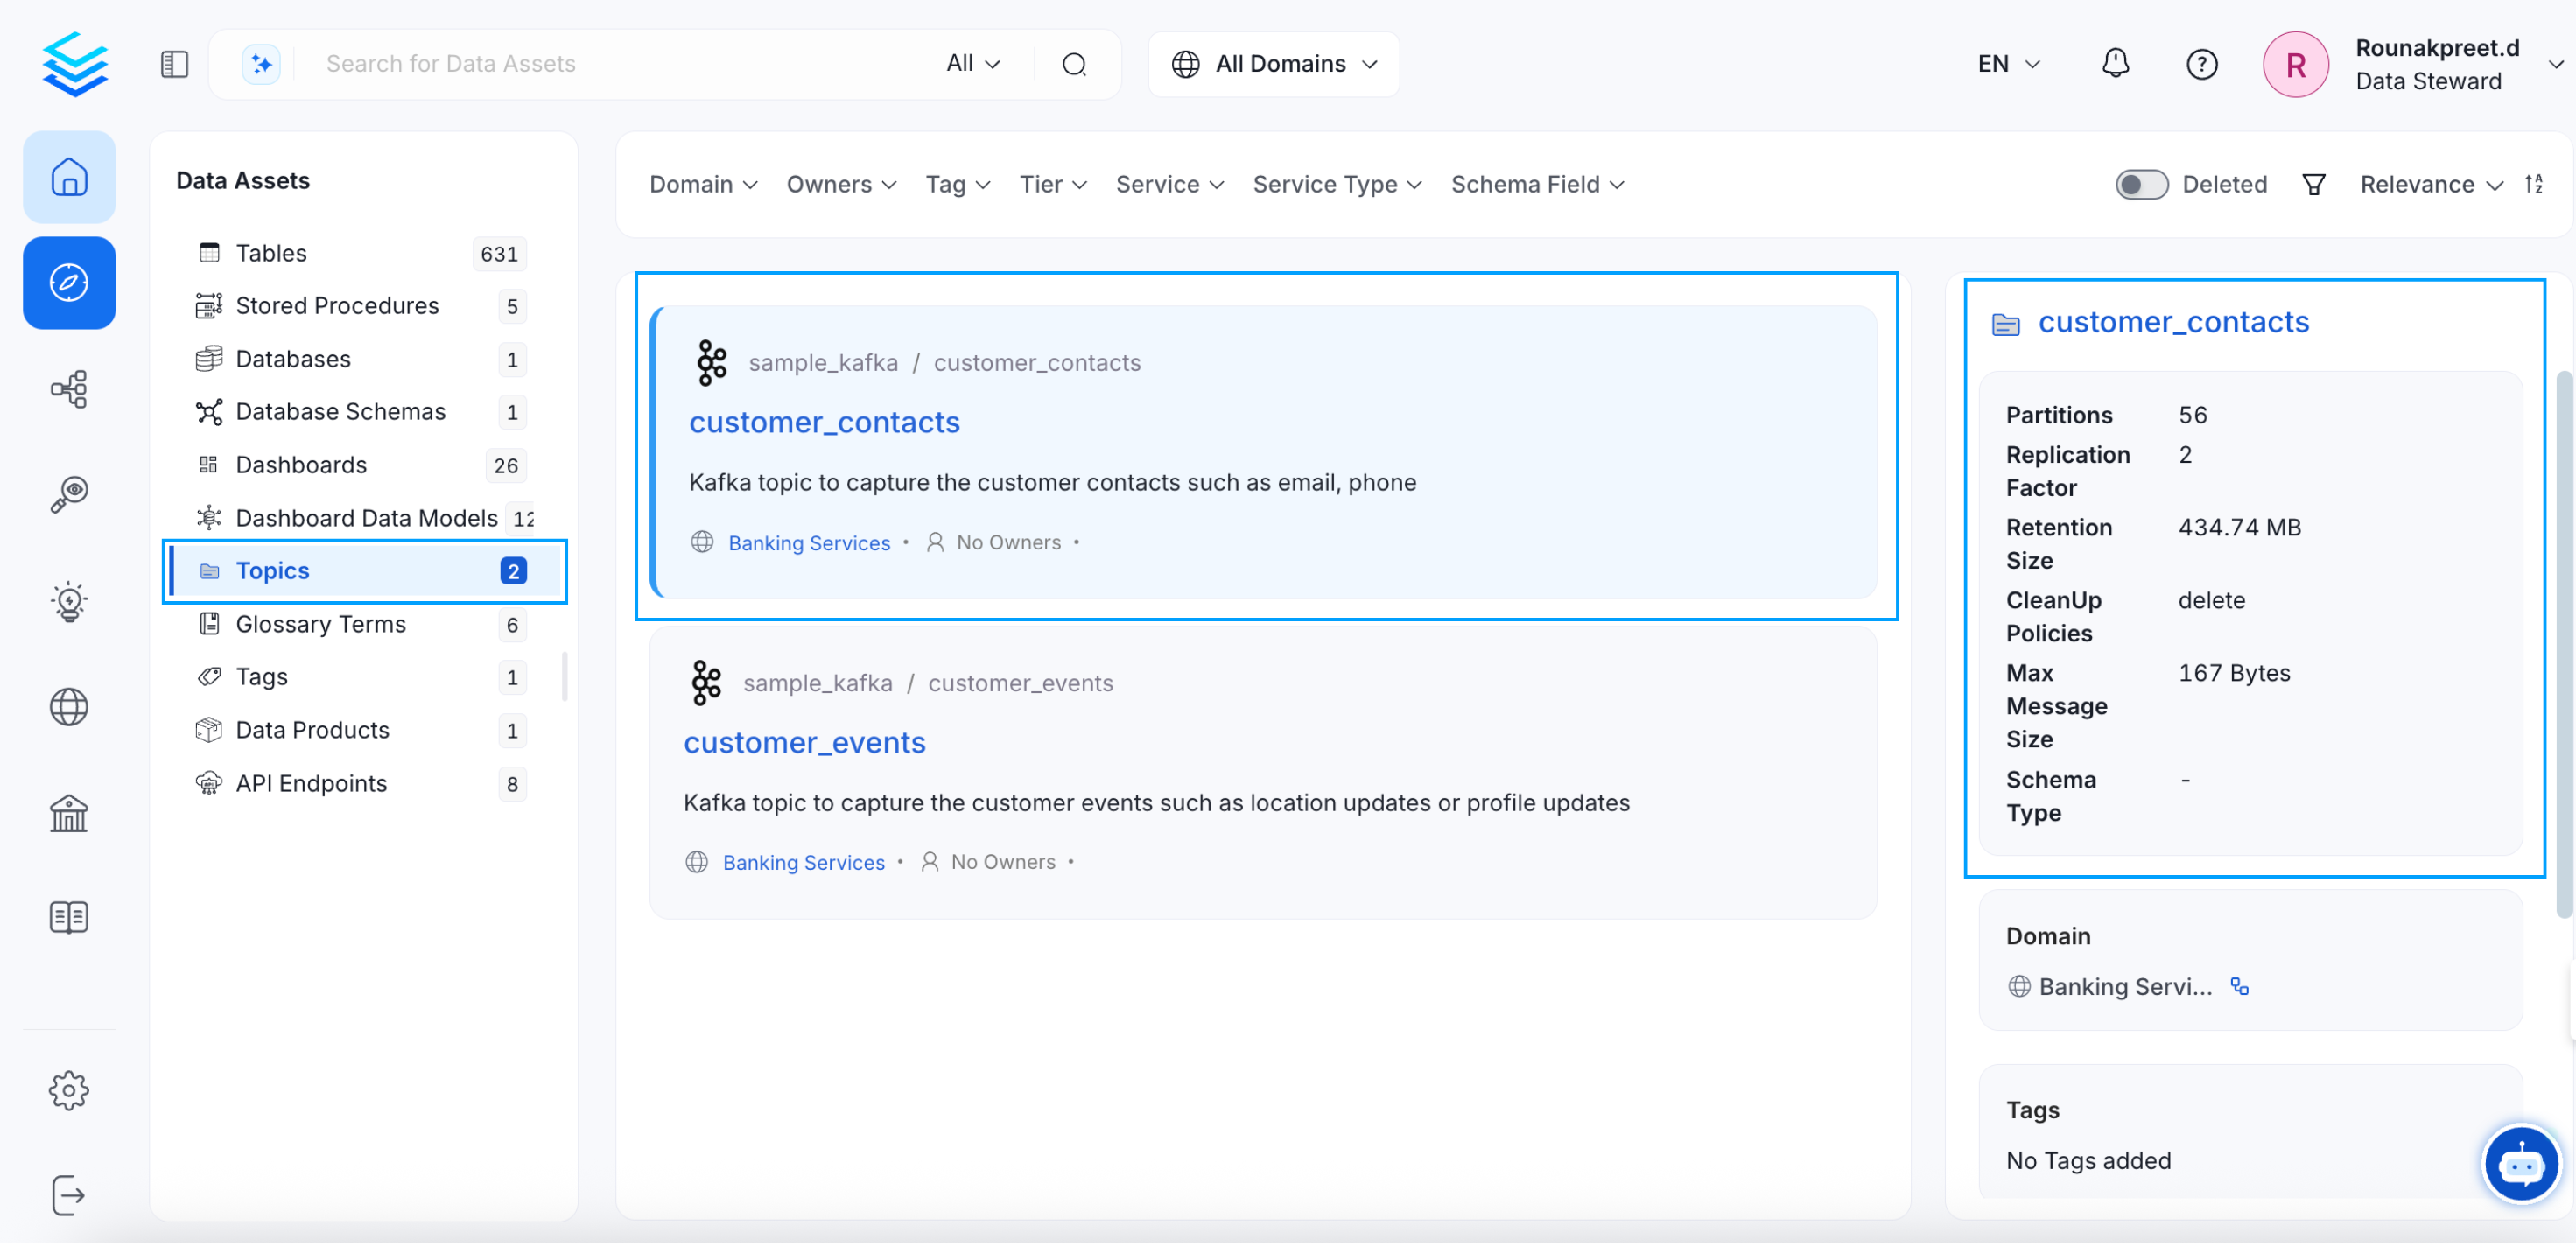 Search for Data Assets
All
All Domains
EN
R
Rounakpreet.d
Data Steward
Data Assets
Tables 631
Stored Procedures 5
Databases 1
Database Schemas 1
Dashboards 26
Dashboard Data Models 12
Topics 2
Glossary Terms 6
Tags 1
Data Products 1
API Endpoints 8
Domain Owners Tag Tier Service Service Type Schema Field Deleted Relevance
sample_kafka / customer_contacts
customer_contacts
Kafka topic to capture the customer contacts such as email, phone
Banking Services • No Owners •
sample_kafka / customer_events
customer_events
Kafka topic to capture the customer events such as location updates or profile updates
Banking Services • No Owners •
customer_contacts
Partitions 56
Replication 2
Factor
Retention 434.74 MB
Size
CleanUp delete
Policies
Max 167 Bytes
Message
Size
Schema -
Type
Domain
Banking Servi...
Tags
No Tags added